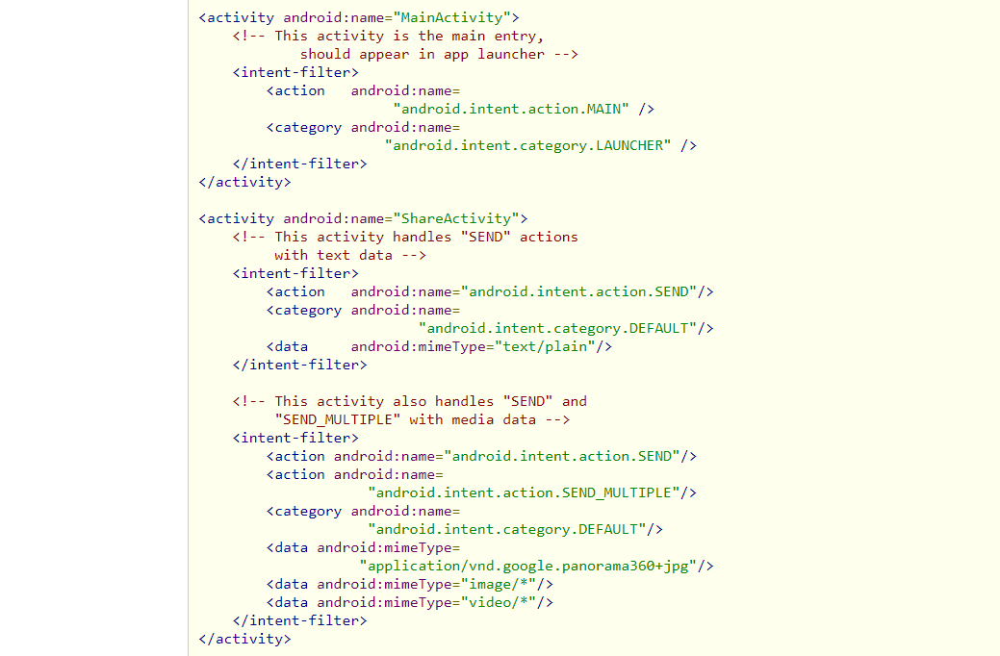 <activity android:name="MainActivity">
    <!-- This activity is the main entry,
            should appear in app launcher -->
    <intent-filter>
        <action   android:name=
                       "android.intent.action.MAIN" />
        <category android:name=
                      "android.intent.category.LAUNCHER" />
    </intent-filter>
</activity>

<activity android:name="ShareActivity">
    <!-- This activity handles "SEND" actions
         with text data -->
    <intent-filter>
        <action   android:name="android.intent.action.SEND"/>
        <category android:name=
                          "android.intent.category.DEFAULT"/>
        <data     android:mimeType="text/plain"/>
    </intent-filter>

    <!-- This activity also handles "SEND" and
         "SEND_MULTIPLE" with media data -->
    <intent-filter>
        <action android:name="android.intent.action.SEND"/>
        <action android:name=
                    "android.intent.action.SEND_MULTIPLE"/>
        <category android:name=
                    "android.intent.category.DEFAULT"/>
        <data android:mimeType=
                   "application/vnd.google.panorama360+jpg"/>
        <data android:mimeType="image/*"/>
        <data android:mimeType="video/*"/>
    </intent-filter>
</activity>